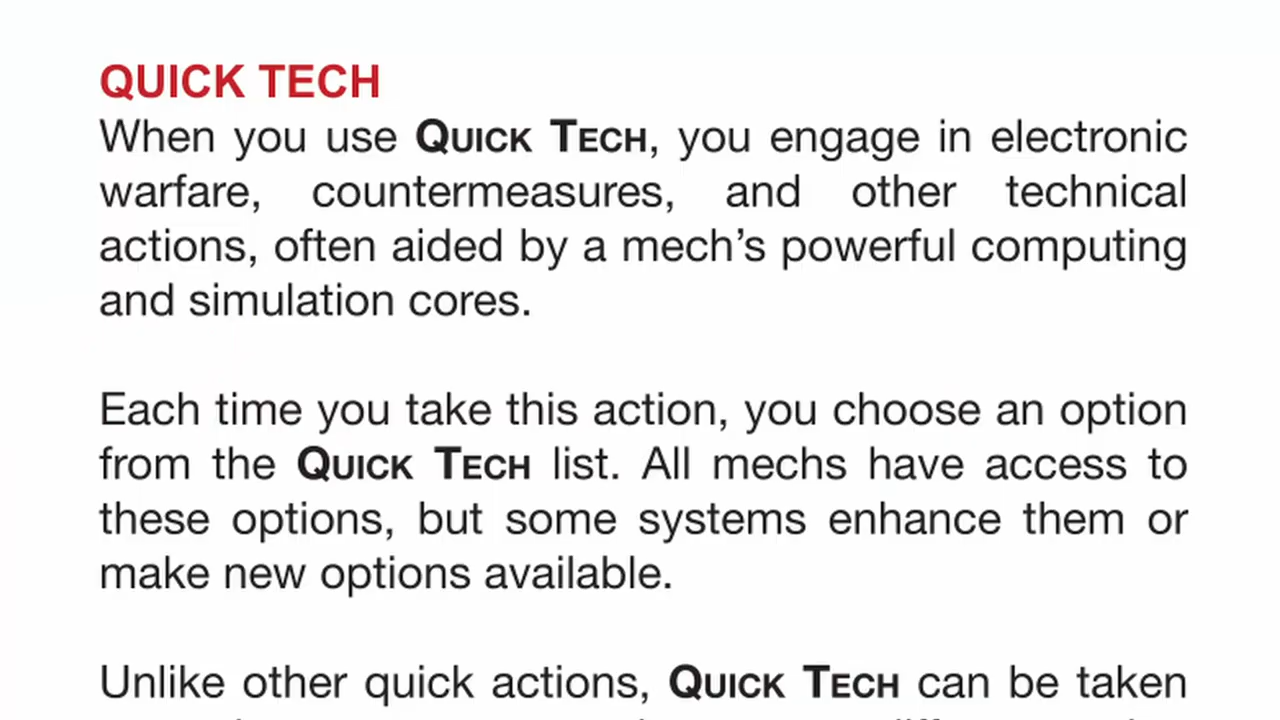 QUICK TECH
When you use QUICK TECH, you engage in electronic
warfare, countermeasures, and other technical
actions, often aided by a mech’s powerful computing
and simulation cores.
Each time you take this action, you choose an option
from the QUICK TECH list. All mechs have access to
these options, but some systems enhance them or
make new options available.
Unlike other quick actions, QUICK TECH can be taken